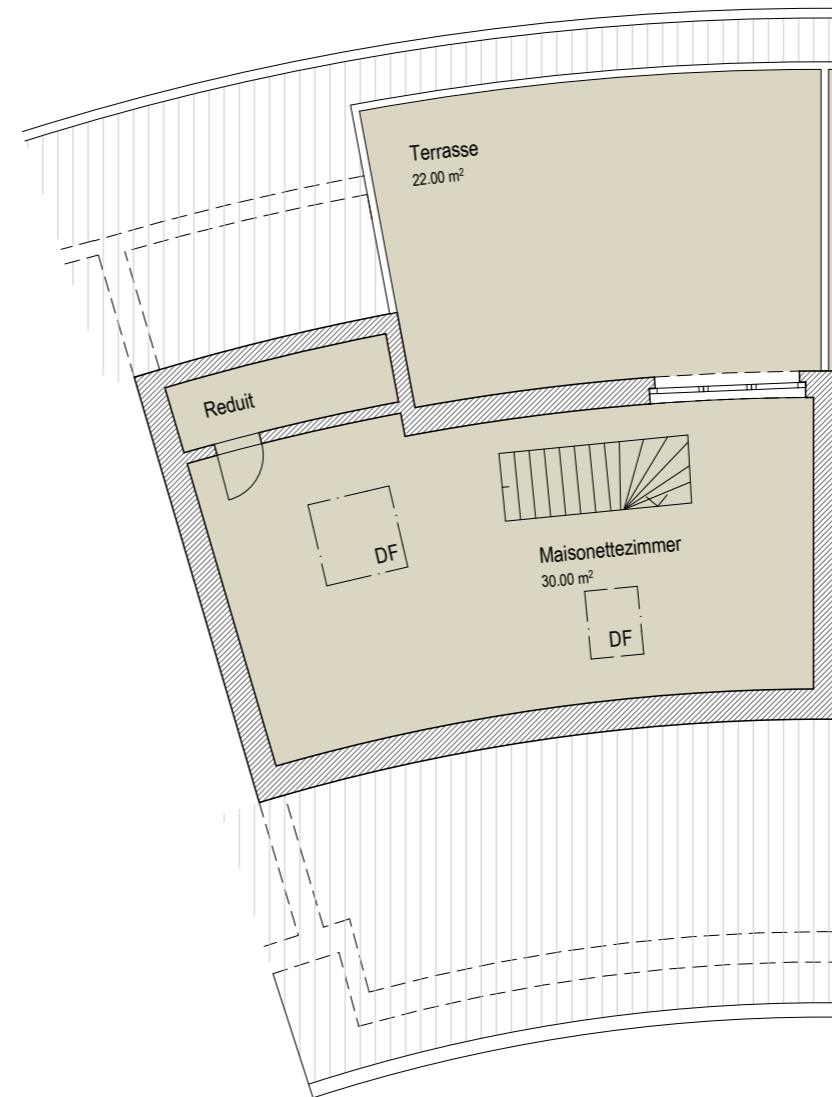 Terrasse
22.00 m²
Reduit
DF
Maisonettezimmer
30.00 m²
DF